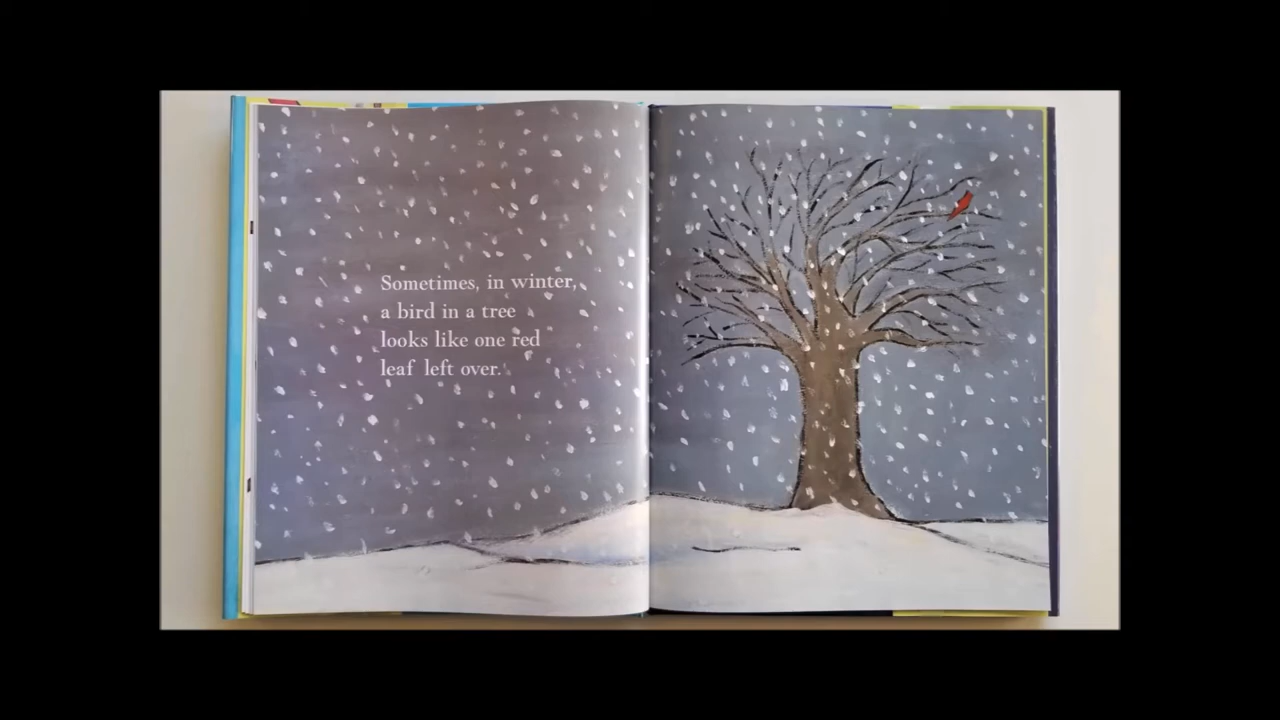 Sometimes, in winter,
a bird in a tree
looks like one red
leaf left over.